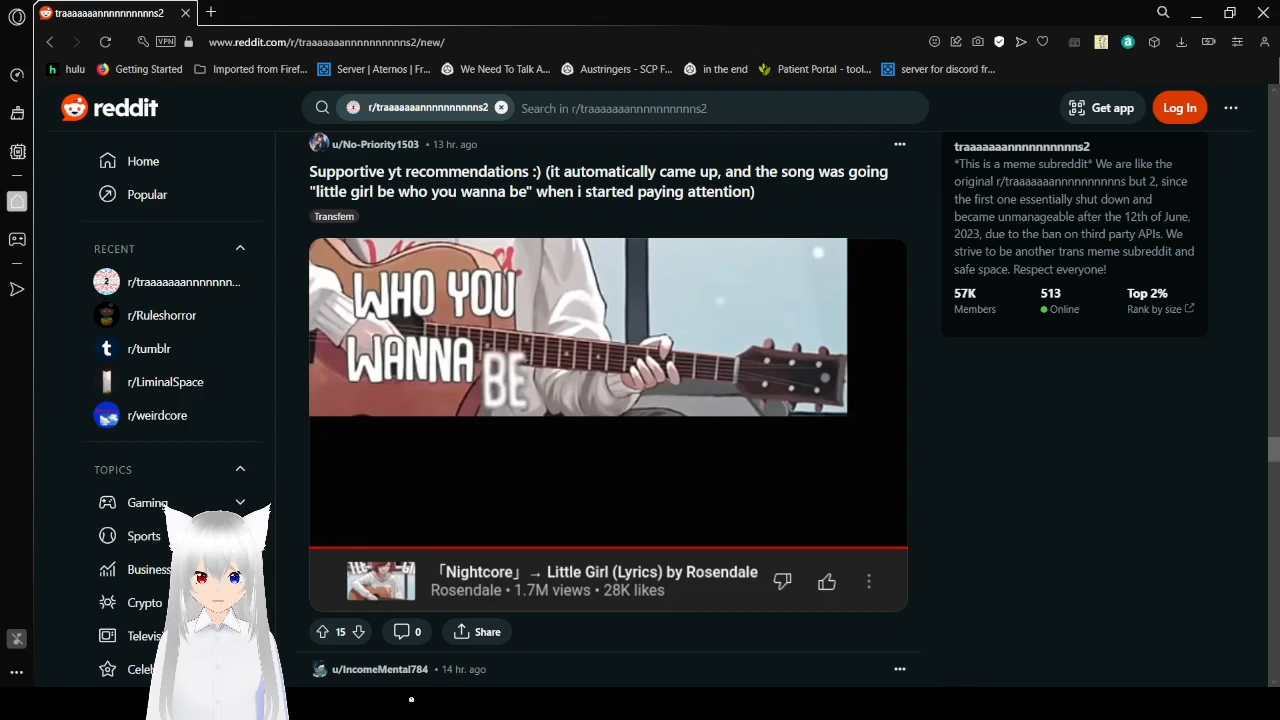 traaaaaaannnnnnnnnns2
VPN
www.reddit.com/r/traaaaaaannnnnnnnnns2/new/
hulu
Getting Started
Imported from Firef...
Server | Aternos | Fr...
We Need To Talk A...
Austringers - SCP F...
in the end
Patient Portal - tool...
server for discord fr...
reddit
r/traaaaaaannnnnnnnnns2
Search in r/traaaaaaannnnnnnnnns2
Get app
Log In
Home
Popular
RECENT
r/traaaaaaannnnnnn...
r/Ruleshorror
r/tumblr
r/LiminalSpace
r/weirdcore
TOPICS
Gaming
Sports
Business
Crypto
Televisi
Celeb
u/No-Priority1503 • 13 hr. ago
Supportive yt recommendations :) (it automatically came up, and the song was going
"little girl be who you wanna be" when i started paying attention)
Transfem
WHO YOU
WANNA BE
「Nightcore」 → Little Girl (Lyrics) by Rosendale
Rosendale • 1.7M views • 28K likes
15
0
Share
u/IncomeMental784 • 14 hr. ago
traaaaaaannnnnnnnnns2
*This is a meme subreddit* We are like the
original r/traaaaaaannnnnnnnnns but 2, since
the first one essentially shut down and
became unmanageable after the 12th of June,
2023, due to the ban on third party APIs. We
strive to be another trans meme subreddit and
safe space. Respect everyone!
57K
Members
513
Online
Top 2%
Rank by size